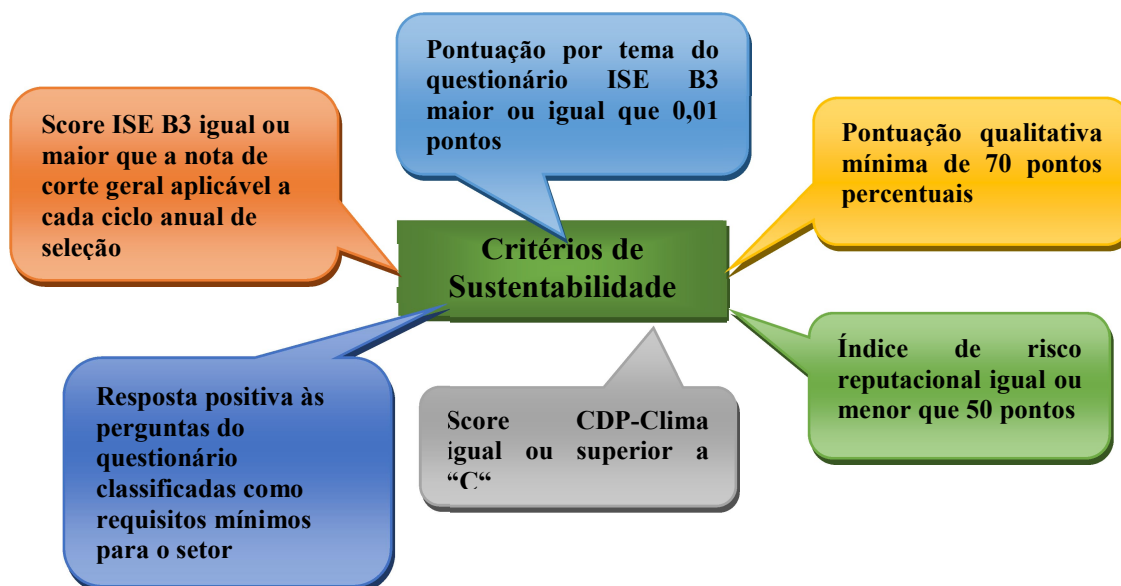 Pontuação por tema do
questionário ISE B3
maior ou igual que 0,01
pontos
Score ISE B3 igual ou
maior que a nota de
corte geral aplicável a
cada ciclo anual de
seleção
Pontuação qualitativa
mínima de 70 pontos
percentuais
Critérios de
Sustentabilidade
Resposta positiva às
perguntas do
questionário
classificadas como
requisitos mínimos
para o setor
Score CDP-Clima
igual ou superior a
“C“
Índice de risco
reputacional igual ou
menor que 50 pontos